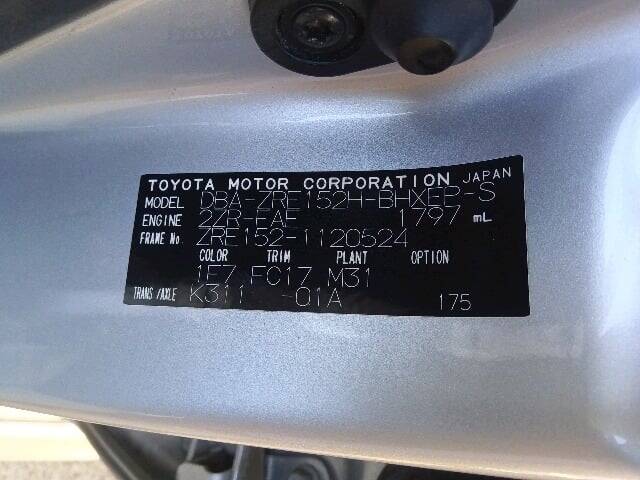 TOYOTA MOTOR CORPORATION JAPAN
MODEL DBA-ZRE152H-BHXEP-S
ENGINE 2ZR-FAE 1797 mL
FRAME No. ZRE152-1120524
COLOR TRIM PLANT OPTION
1F7 FC17 M31
TRANS/AXLE K311 -01A 175